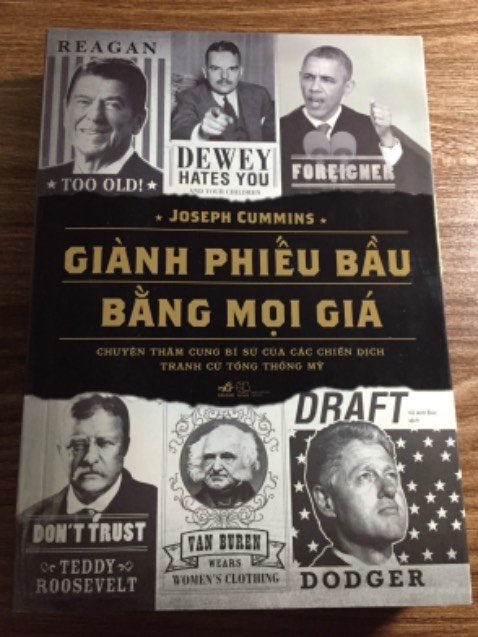 REAGAN
★ TOO OLD! ★
DEWEY
HATES YOU
AND YOUR CHILDREN
FOREIGNER
★ JOSEPH CUMMINS ★
GIÀNH PHIẾU BẦU
BẰNG MỌI GIÁ
CHUYỆN THÂM CUNG BÍ SỬ CỦA CÁC CHIẾN DỊCH
TRANH CỬ TỔNG THỐNG MỸ
DON'T TRUST
TEDDY
ROOSEVELT
VAN BUREN
WEARS
WOMEN'S CLOTHING
DRAFT
DODGER